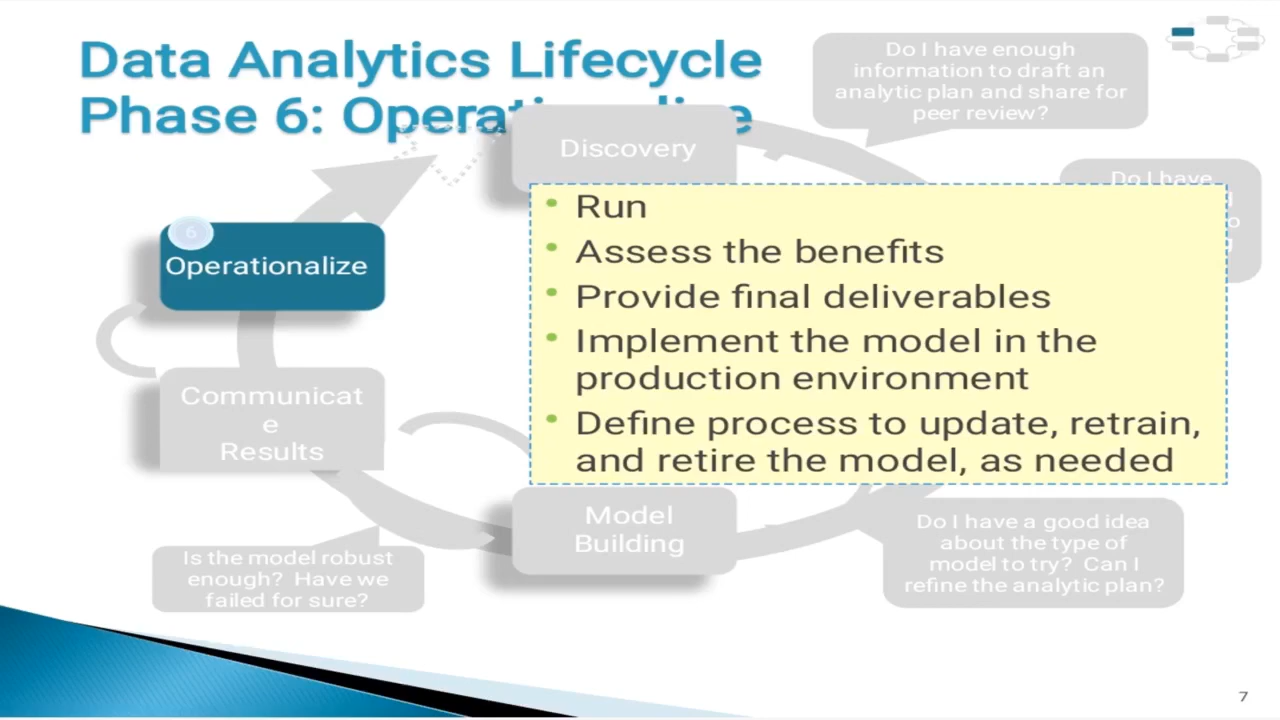 Data Analytics Lifecycle
Phase 6: Operationalize
Do I have enough
information to draft an
analytic plan and share for
peer review?
Discovery
Do I have
6
Operationalize
• Run
• Assess the benefits
• Provide final deliverables
• Implement the model in the
production environment
• Define process to update, retrain,
and retire the model, as needed
Communicat
e
Results
Model
Building
Do I have a good idea
about the type of
model to try? Can I
refine the analytic plan?
Is the model robust
enough? Have we
failed for sure?
7